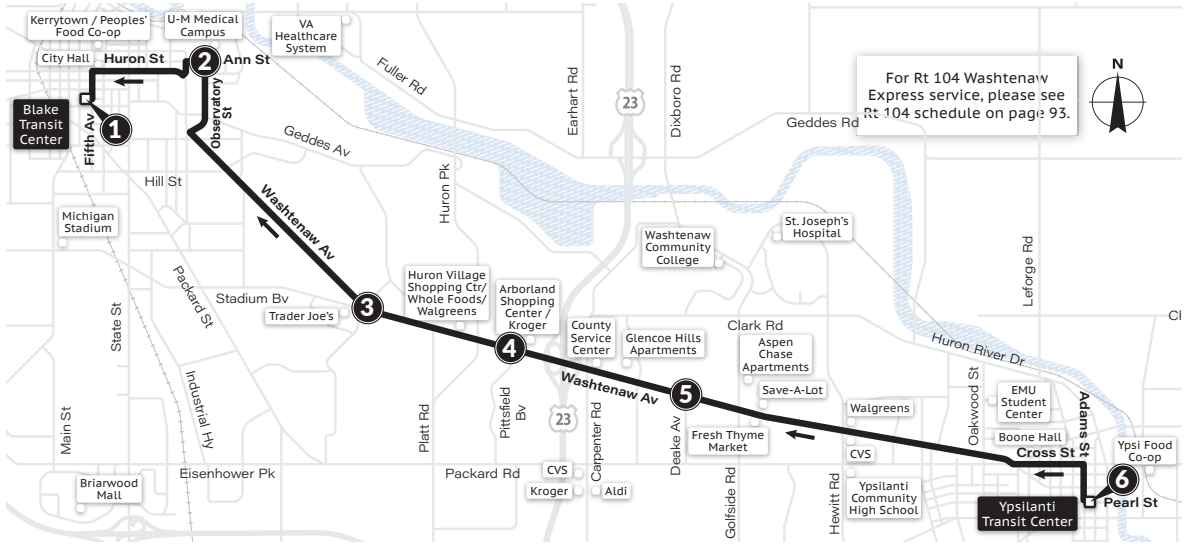 Kerrytown / Peoples'
Food Co-op
U-M Medical
Campus
VA
Healthcare
System
City Hall
Huron St
2
Ann St
Fuller Rd
Earhart Rd
23
Dixboro Rd
For Rt 104 Washtenaw
Express service, please see
Rt 104 schedule on page 93.
N
Blake
Transit
Center
1
Fifth Av
Observatory
St
Geddes Av
Geddes Rd
Hill St
Huron Pk
Washtenaw Av
Michigan
Stadium
Washtenaw
Community
College
St. Joseph's
Hospital
Leforge Rd
Packard St
Stadium Bv
Trader Joe's
3
Huron Village
Shopping Ctr/
Whole Foods/
Walgreens
Arborland
Shopping
Center /
Kroger
4
County
Service
Center
Glencoe Hills
Apartments
Clark Rd
Cl
State St
Aspen
Chase
Apartments
Huron River Dr
Washtenaw Av
5
Save-A-Lot
Walgreens
Oakwood St
EMU
Student
Center
Adams St
Main St
Industrial Hy
Platt Rd
Pittsfield
Bv
23
Carpenter Rd
Deake Av
Fresh Thyme
Market
Boone Hall
Cross St
Ypsi Food
Co-op
CVS
Eisenhower Pk
Packard Rd
CVS
Golfside Rd
Hewitt Rd
6
Briarwood
Mall
Kroger
Aldi
Ypsilanti
Community
High School
Ypsilanti
Transit Center
Pearl St